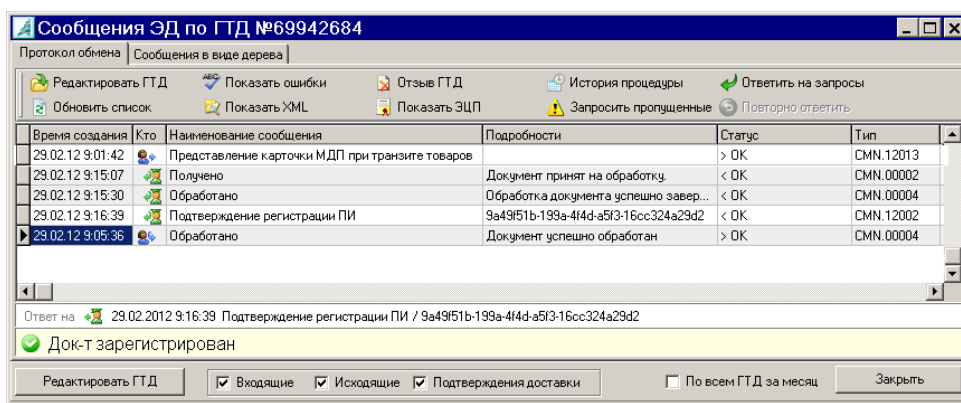 Сообщения ЭД по ГТД №69942684
Протокол обмена Сообщения в виде дерева
Редактировать ГТД Показать ошибки Отзыв ГТД История процедуры Ответить на запросы
Обновить список Показать XML Показать ЭЦП Запросить пропущенные Повторно ответить
Время создания Кто Наименование сообщения Подробности Статус Тип
29.02.12 9:01:42 Представление карточки МДП при транзите товаров > OK CMN.12013
29.02.12 9:15:07 Получено Документ принят на обработку. < OK CMN.00002
29.02.12 9:15:30 Обработано Обработка документа успешно завер... < OK CMN.00004
29.02.12 9:16:39 Подтверждение регистрации ПИ 9a49f51b-199a-4f4d-a5f3-16cc324a29d2 < OK CMN.12002
29.02.12 9:05:36 Обработано Документ успешно обработан > OK CMN.00004
Ответ на 29.02.2012 9:16:39 Подтверждение регистрации ПИ / 9a49f51b-199a-4f4d-a5f3-16cc324a29d2
Док-т зарегистрирован
Редактировать ГТД Входящие Исходящие Подтверждения доставки По всем ГТД за месяц Закрыть